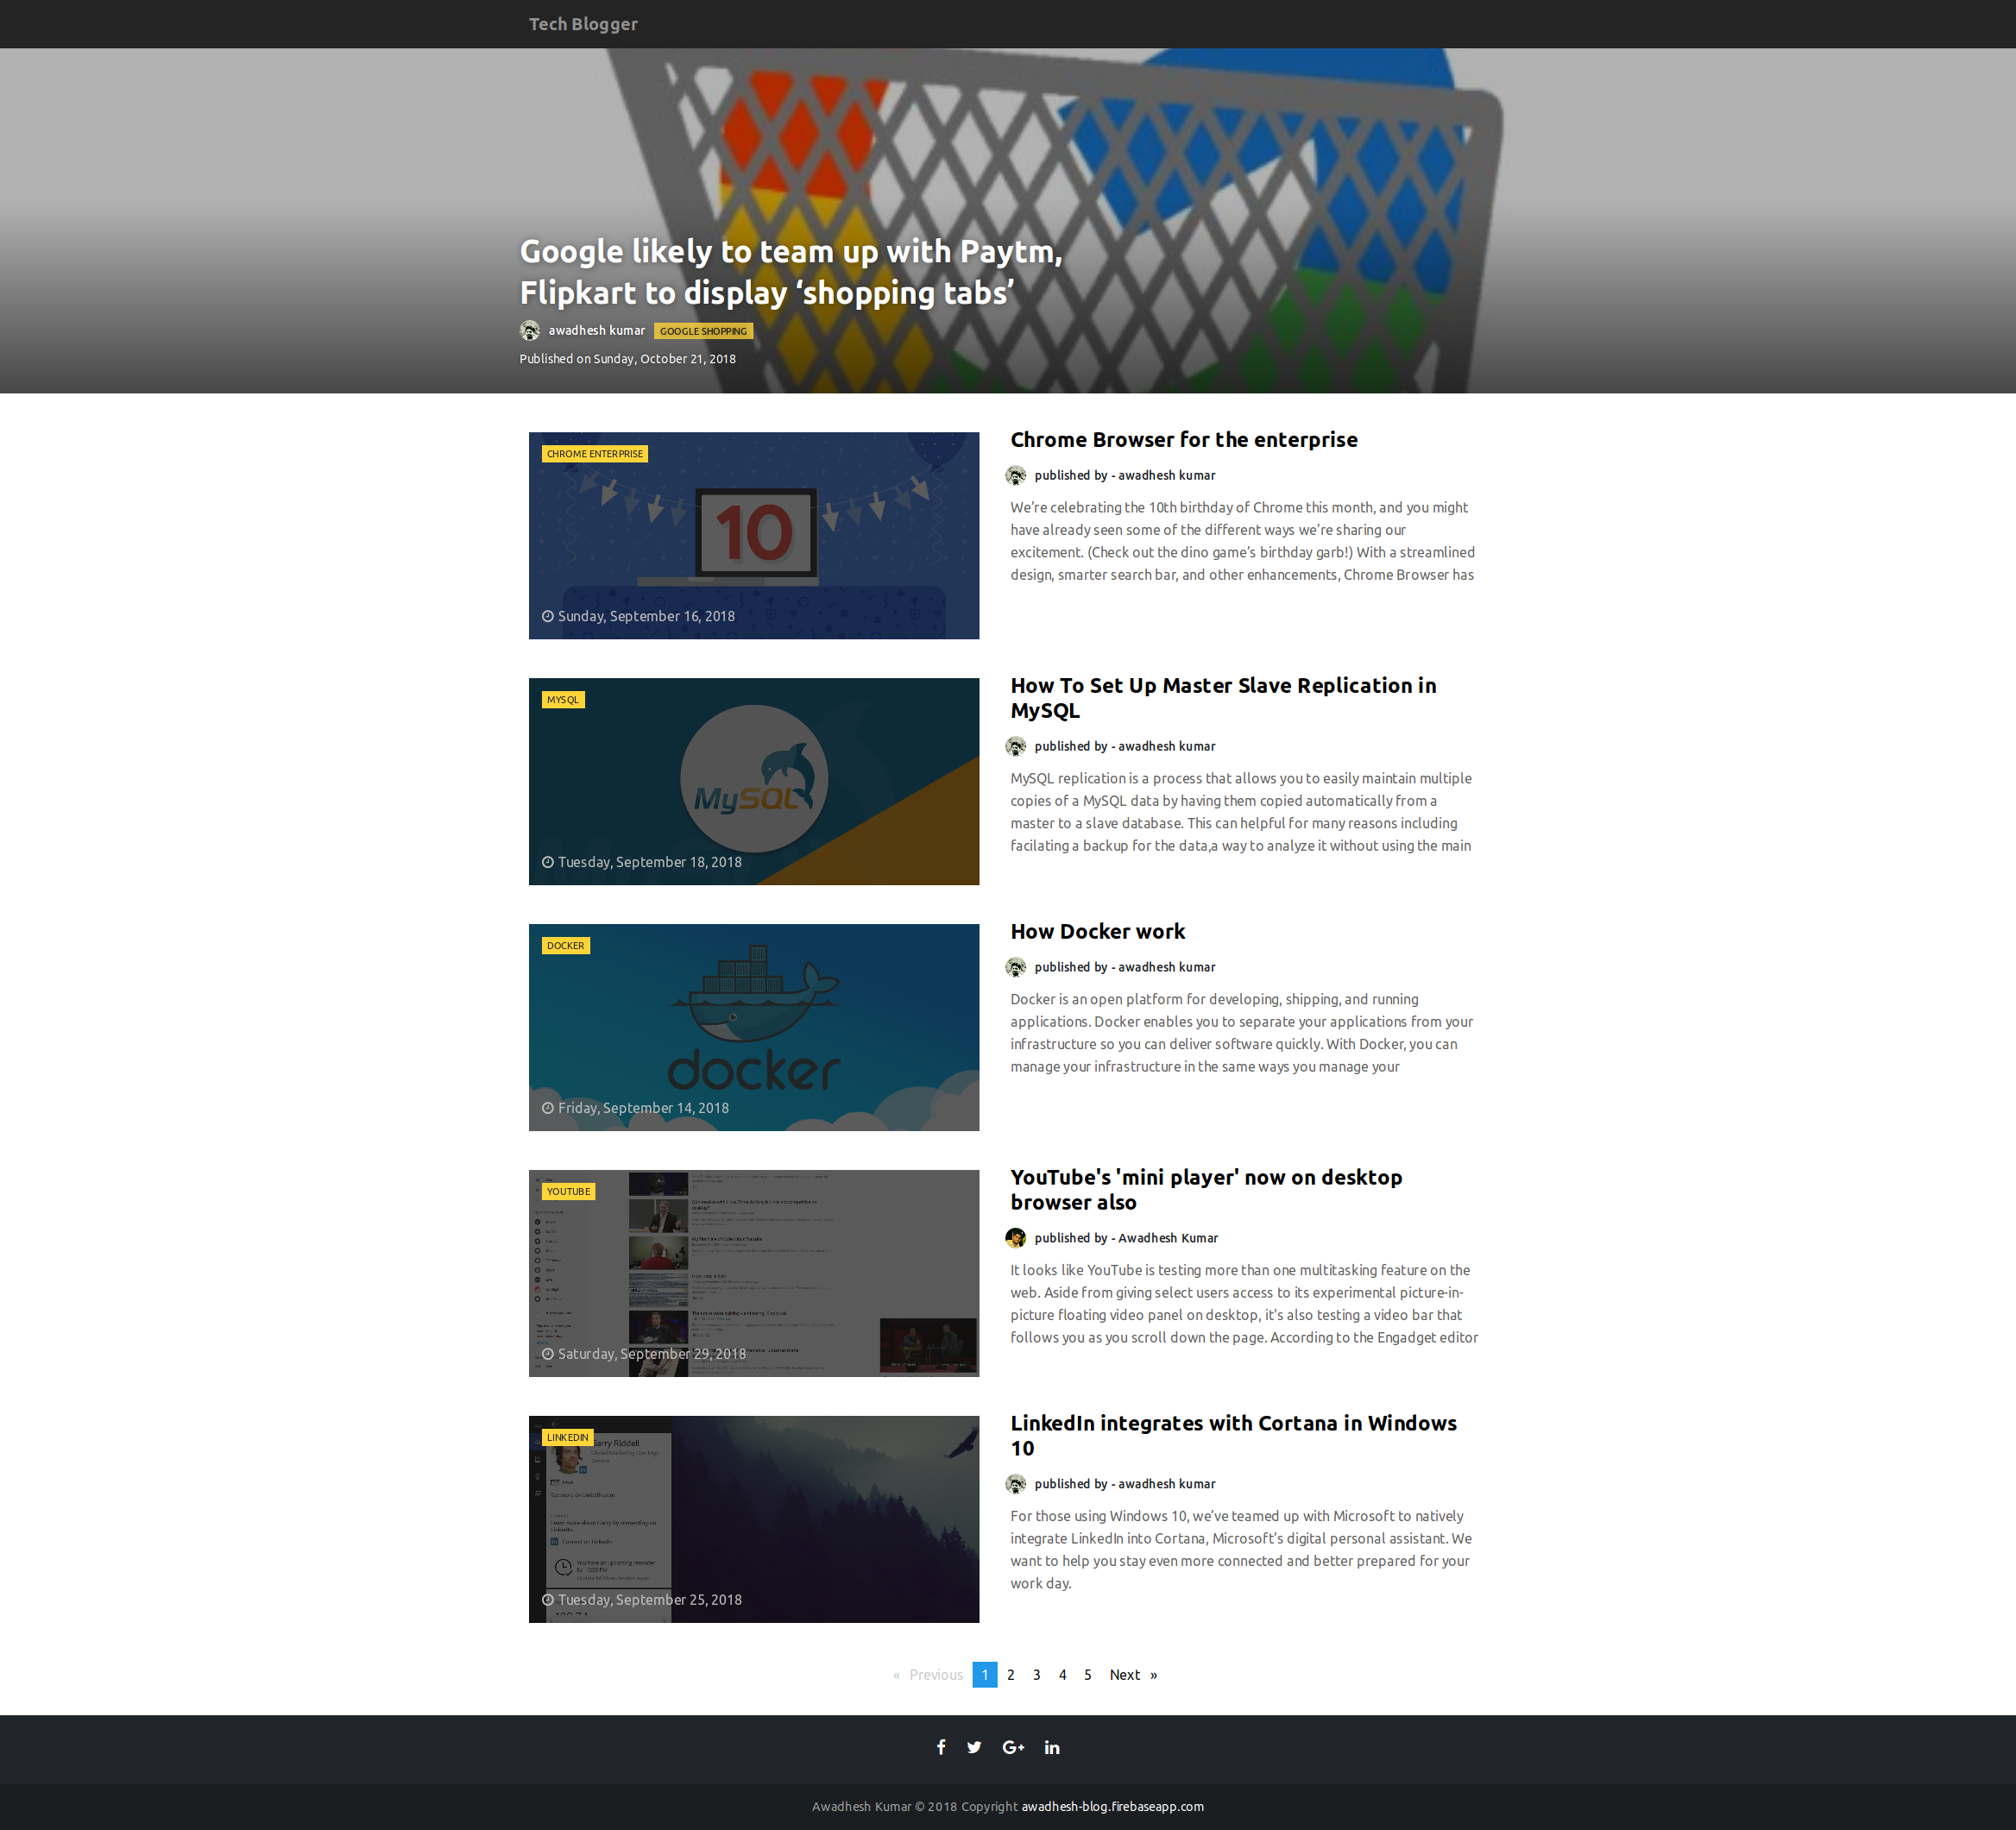 Tech Blogger
Google likely to team up with Paytm,
Flipkart to display ‘shopping tabs’
awadhesh kumar GOOGLE SHOPPING
Published on Sunday, October 21, 2018
CHROME ENTERPRISE
10
Sunday, September 16, 2018
Chrome Browser for the enterprise
published by - awadhesh kumar
We’re celebrating the 10th birthday of Chrome this month, and you might
have already seen some of the different ways we’re sharing our
excitement. (Check out the dino game’s birthday garb!) With a streamlined
design, smarter search bar, and other enhancements, Chrome Browser has
MYSQL
MySQL
Tuesday, September 18, 2018
How To Set Up Master Slave Replication in
MySQL
published by - awadhesh kumar
MySQL replication is a process that allows you to easily maintain multiple
copies of a MySQL data by having them copied automatically from a
master to a slave database. This can helpful for many reasons including
facilating a backup for the data,a way to analyze it without using the main
DOCKER
docker
Friday, September 14, 2018
How Docker work
published by - awadhesh kumar
Docker is an open platform for developing, shipping, and running
applications. Docker enables you to separate your applications from your
infrastructure so you can deliver software quickly. With Docker, you can
manage your infrastructure in the same ways you manage your
YOUTUBE
Saturday, September 29, 2018
YouTube's 'mini player' now on desktop
browser also
published by - Awadhesh Kumar
It looks like YouTube is testing more than one multitasking feature on the
web. Aside from giving select users access to its experimental picture-in-
picture floating video panel on desktop, it's also testing a video bar that
follows you as you scroll down the page. According to the Engadget editor
LINKEDIN
Garry Riddell
Tuesday, September 25, 2018
LinkedIn integrates with Cortana in Windows
10
published by - awadhesh kumar
For those using Windows 10, we’ve teamed up with Microsoft to natively
integrate LinkedIn into Cortana, Microsoft’s digital personal assistant. We
want to help you stay even more connected and better prepared for your
work day.
« Previous 1 2 3 4 5 Next »
Awadhesh Kumar © 2018 Copyright awadhesh-blog.firebaseapp.com